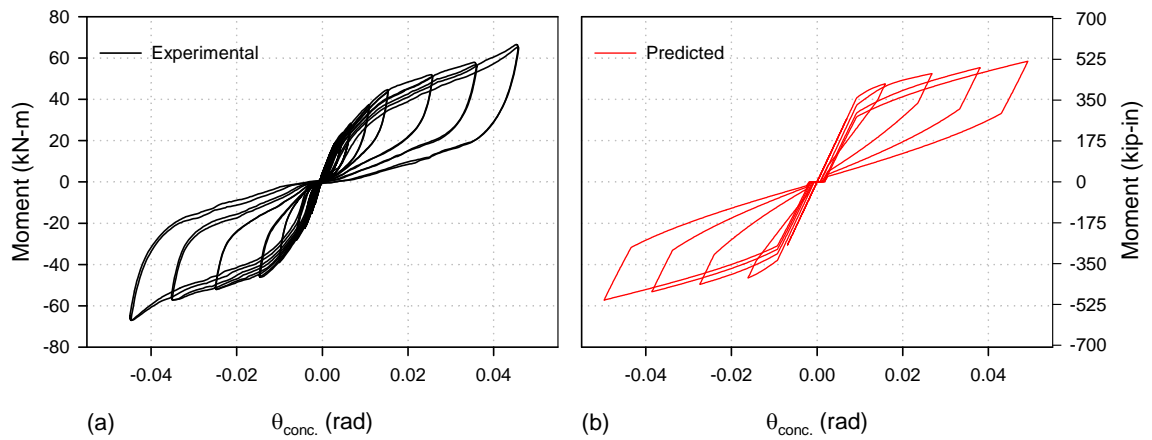 80
60
40
20
0
-20
-40
-60
-80
Moment (kN-m)
Experimental
-0.04 -0.02 0.00 0.02 0.04
(a) θconc. (rad)
Predicted
700
525
350
175
0
-175
-350
-525
-700
Moment (kip-in)
-0.04 -0.02 0.00 0.02 0.04
(b) θconc. (rad)